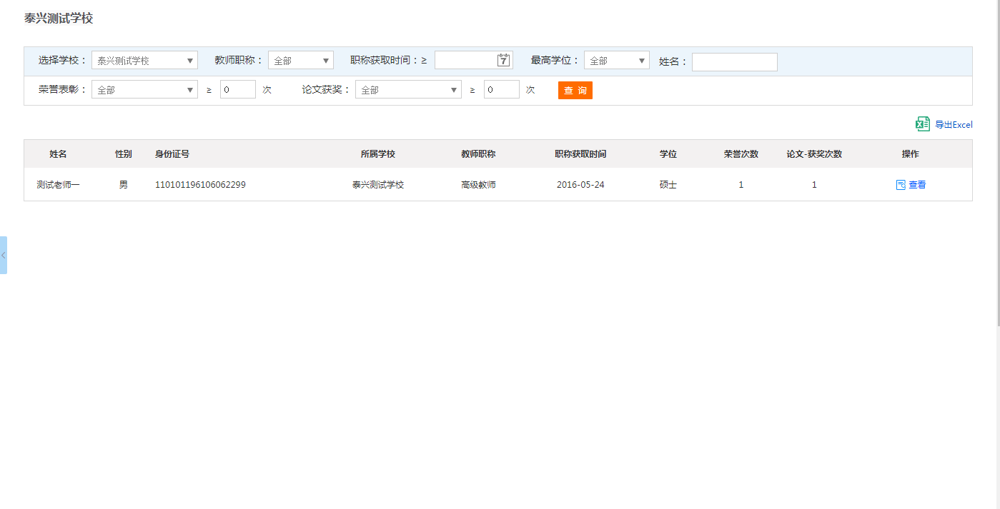 泰兴测试学校
选择学校： 泰兴测试学校 教师职称： 全部 职称获取时间：≥ 7 最高学位： 全部 姓名：
荣誉表彰： 全部 ≥ 0 次 论文获奖： 全部 ≥ 0 次 查 询
导出Excel
姓名 性别 身份证号 所属学校 教师职称 职称获取时间 学位 荣誉次数 论文-获奖次数 操作
测试老师一 男 110101196106062299 泰兴测试学校 高级教师 2016-05-24 硕士 1 1 查看